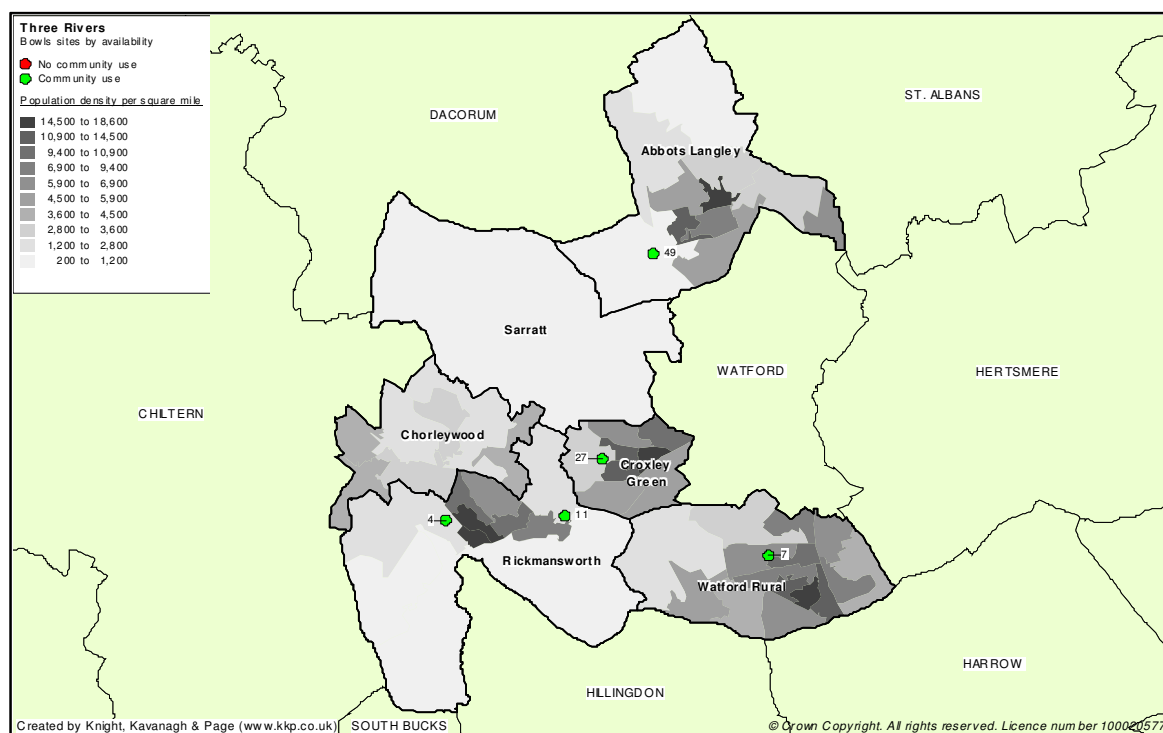 Three Rivers
Bowls sites by availability
No community use
Community use
Population density per square mile
14,500 to 18,600
10,900 to 14,500
9,400 to 10,900
6,900 to 9,400
5,900 to 6,900
4,500 to 5,900
3,600 to 4,500
2,800 to 3,600
1,200 to 2,800
200 to 1,200
DACORUM
ST. ALBANS
Abbots Langley
49
Sarratt
WATFORD
HERTSMERE
CHILTERN
Chorleywood
27
Croxley
Green
4
11
Rickmansworth
7
Watford Rural
HARROW
HILLINGDON
SOUTH BUCKS
Created by Knight, Kavanagh & Page (www.kkp.co.uk)
© Crown Copyright. All rights reserved. Licence number 100020577